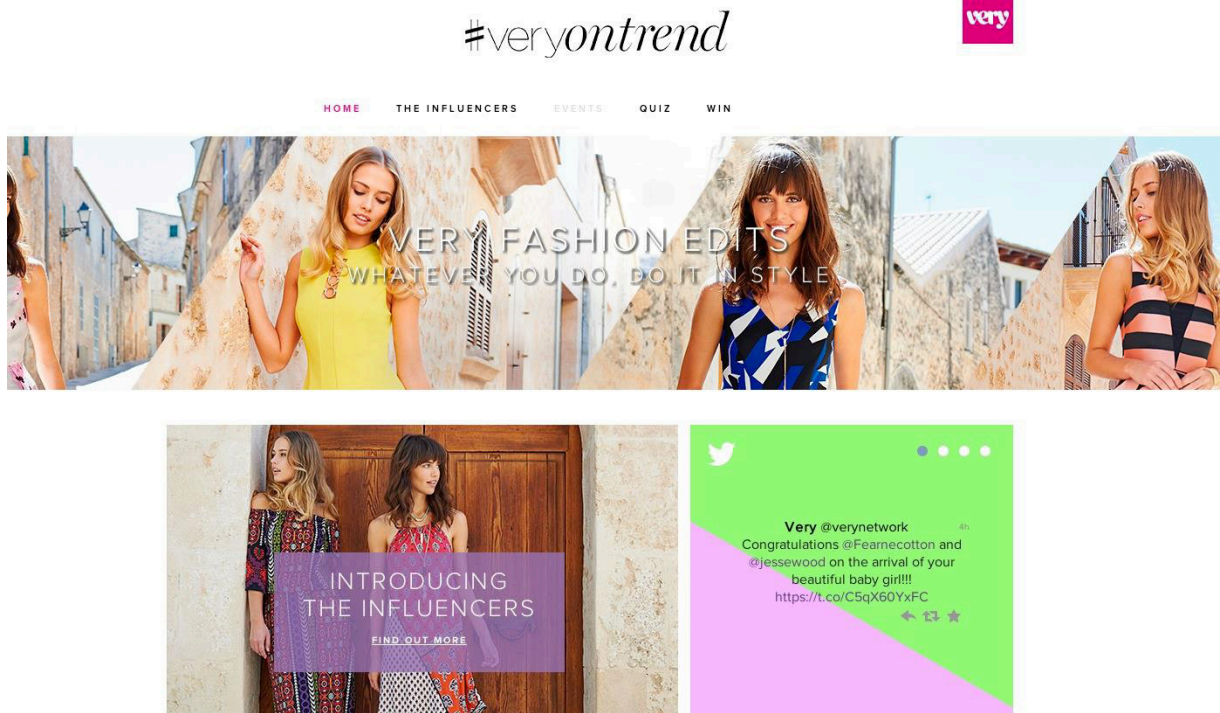 #veryontrend
very
HOME THE INFLUENCERS EVENTS QUIZ WIN
VERY FASHION EDITS
WHATEVER YOU DO, DO IT IN STYLE
INTRODUCING
THE INFLUENCERS
FIND OUT MORE
Very @verynetwork 4h
Congratulations @Fearnecotton and
@jessewood on the arrival of your
beautiful baby girl!!!
https://t.co/C5qX60YxFC